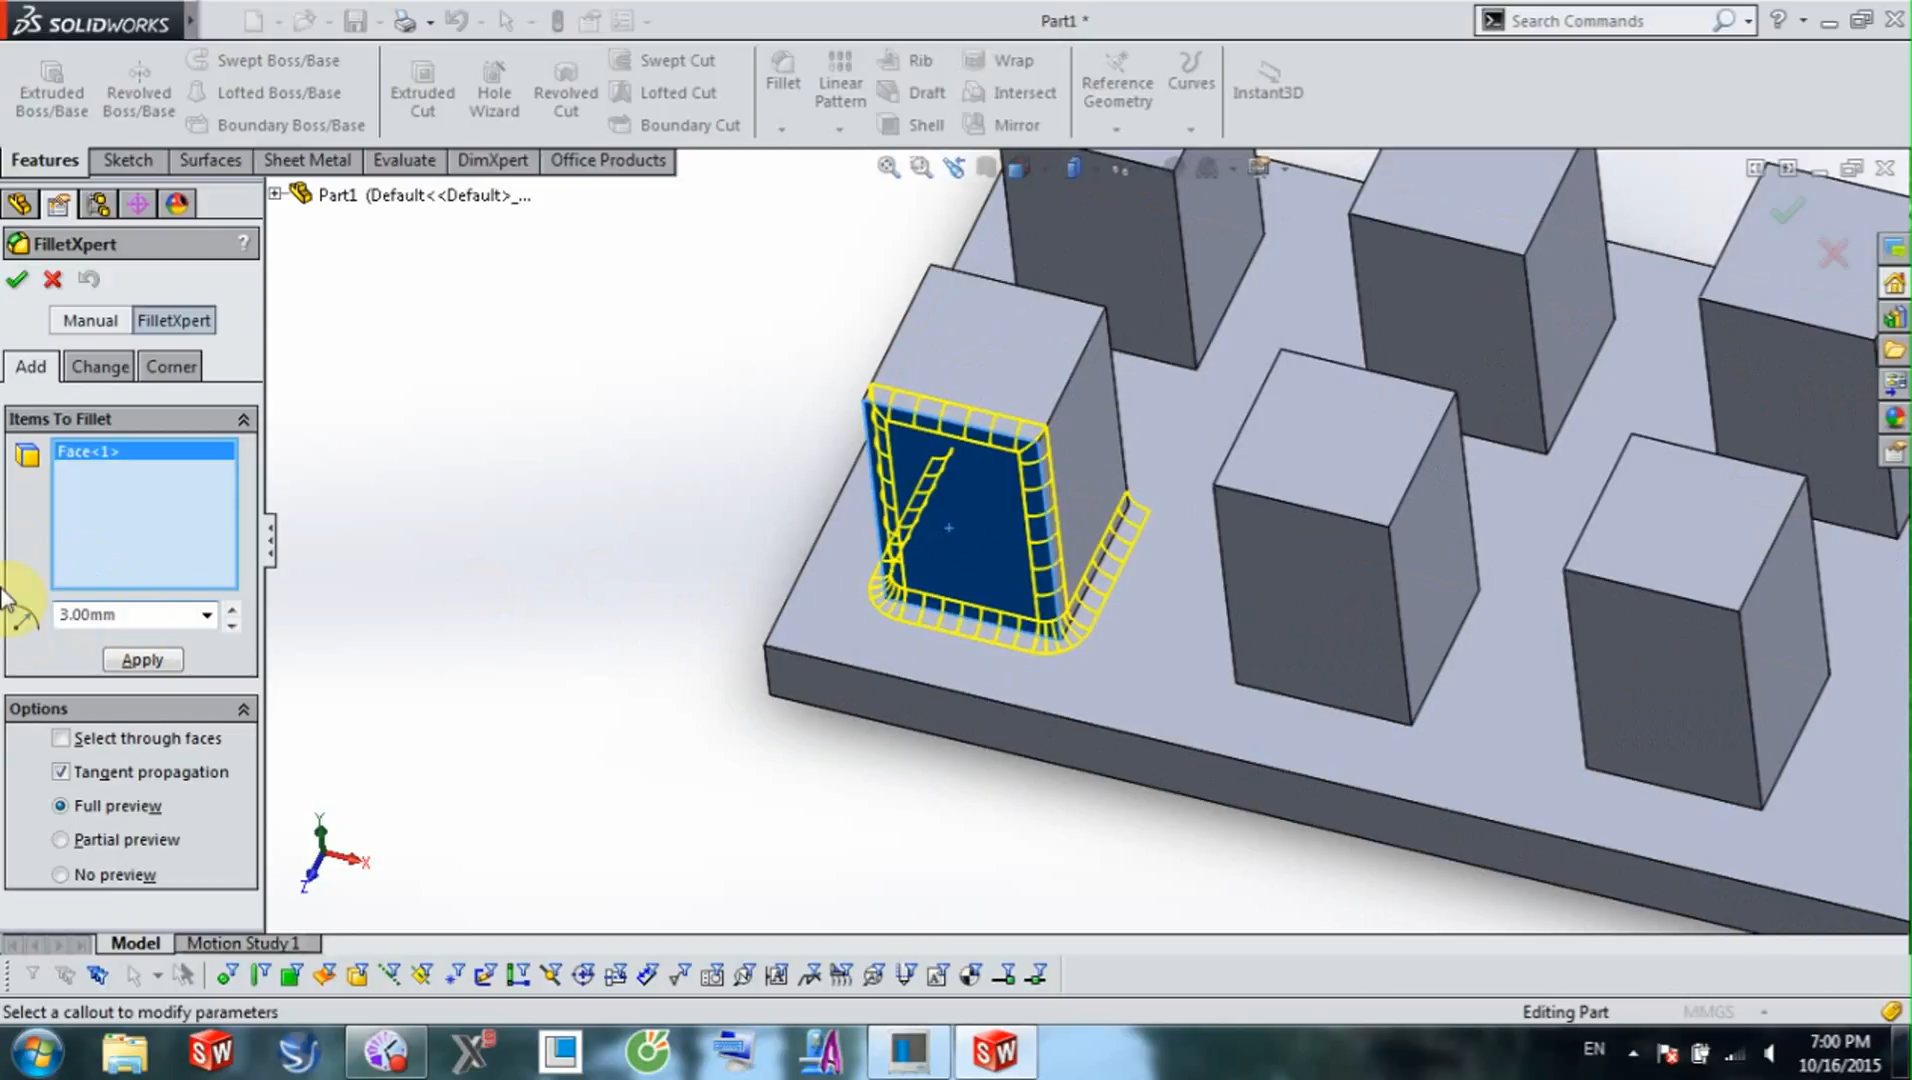 SOLIDWORKS
Part1 *
Search Commands
?
Extruded Boss/Base
Revolved Boss/Base
Swept Boss/Base
Lofted Boss/Base
Boundary Boss/Base
Extruded Cut
Hole Wizard
Revolved Cut
Swept Cut
Lofted Cut
Boundary Cut
Fillet
Linear Pattern
Rib
Draft
Shell
Wrap
Intersect
Mirror
Reference Geometry
Curves
Instant3D
Features
Sketch
Surfaces
Sheet Metal
Evaluate
DimXpert
Office Products
Part1 (Default<<Default>_...
FilletXpert
?
Manual
FilletXpert
Add
Change
Corner
Items To Fillet
Face<1>
3.00mm
Apply
Options
Select through faces
Tangent propagation
Full preview
Partial preview
No preview
Y
X
Z
Model
Motion Study 1
Select a callout to modify parameters
Editing Part
MMGS
EN
7:00 PM
10/16/2015